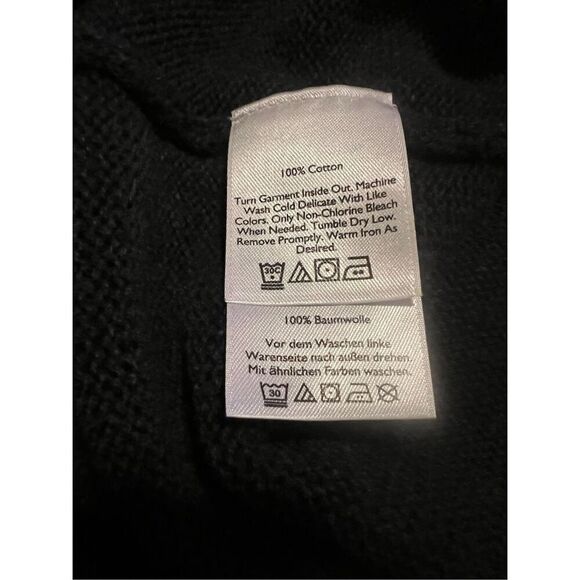 100% Cotton
Turn Garment Inside Out. Machine
Wash Cold Delicate With Like
Colors. Only Non-Chlorine Bleach
When Needed. Tumble Dry Low.
Remove Promptly. Warm Iron As
Desired.
30C
100% Baumwolle
Vor dem Waschen linke
Warenseite nach außen drehen.
Mit ähnlichen Farben waschen.
30